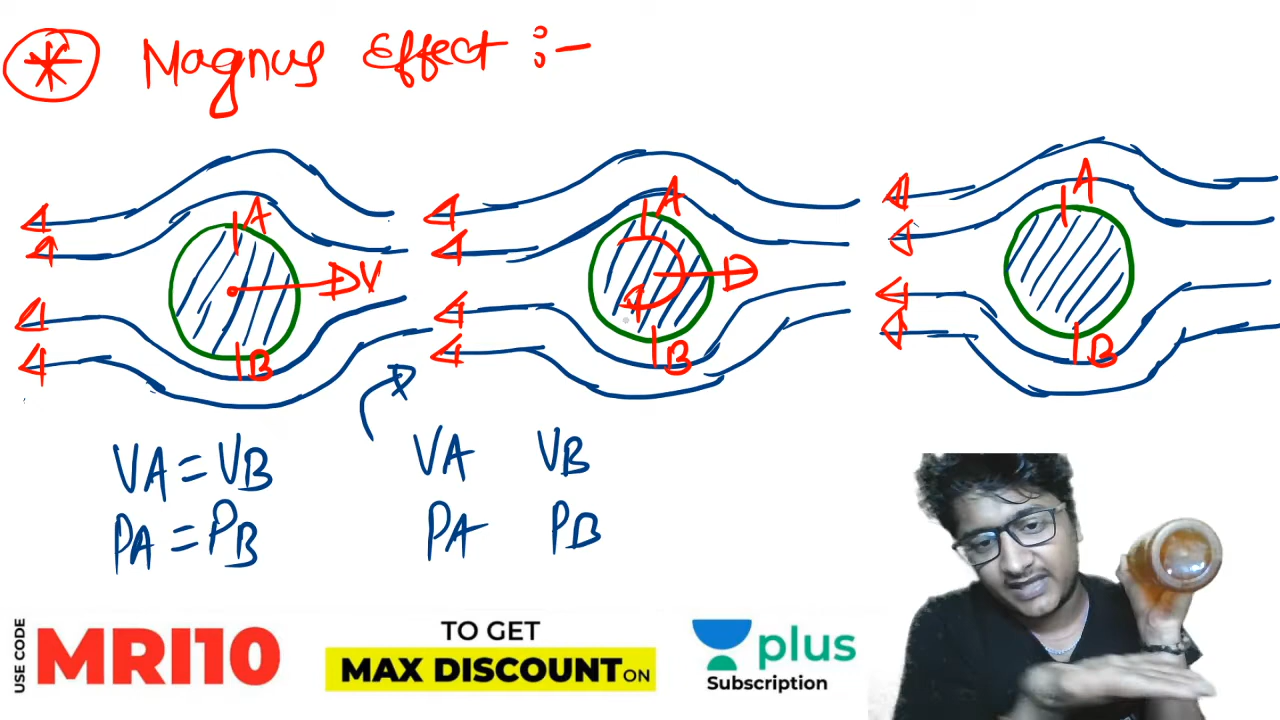 * Magnus Effect :-
A
V
B
A
B
A
B
VA = VB
PA = PB
VA VB
PA PB
USE CODE
MRI10
TO GET
MAX DISCOUNT ON
plus
Subscription